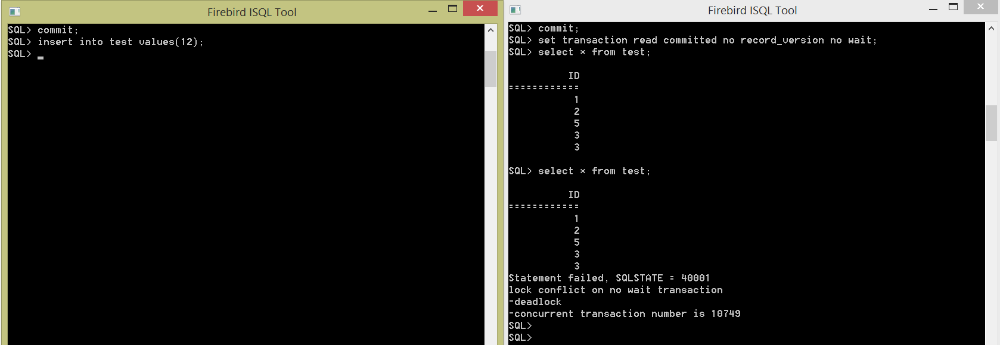 Firebird ISQL Tool
SQL> commit;
SQL> insert into test values(12);
SQL>
Firebird ISQL Tool
SQL> commit;
SQL> set transaction read committed no record_version no wait;
SQL> select * from test;
ID
============
1
2
5
3
3
SQL> select * from test;
ID
============
1
2
5
3
3
Statement failed, SQLSTATE = 40001
lock conflict on no wait transaction
-deadlock
-concurrent transaction number is 10749
SQL>
SQL>